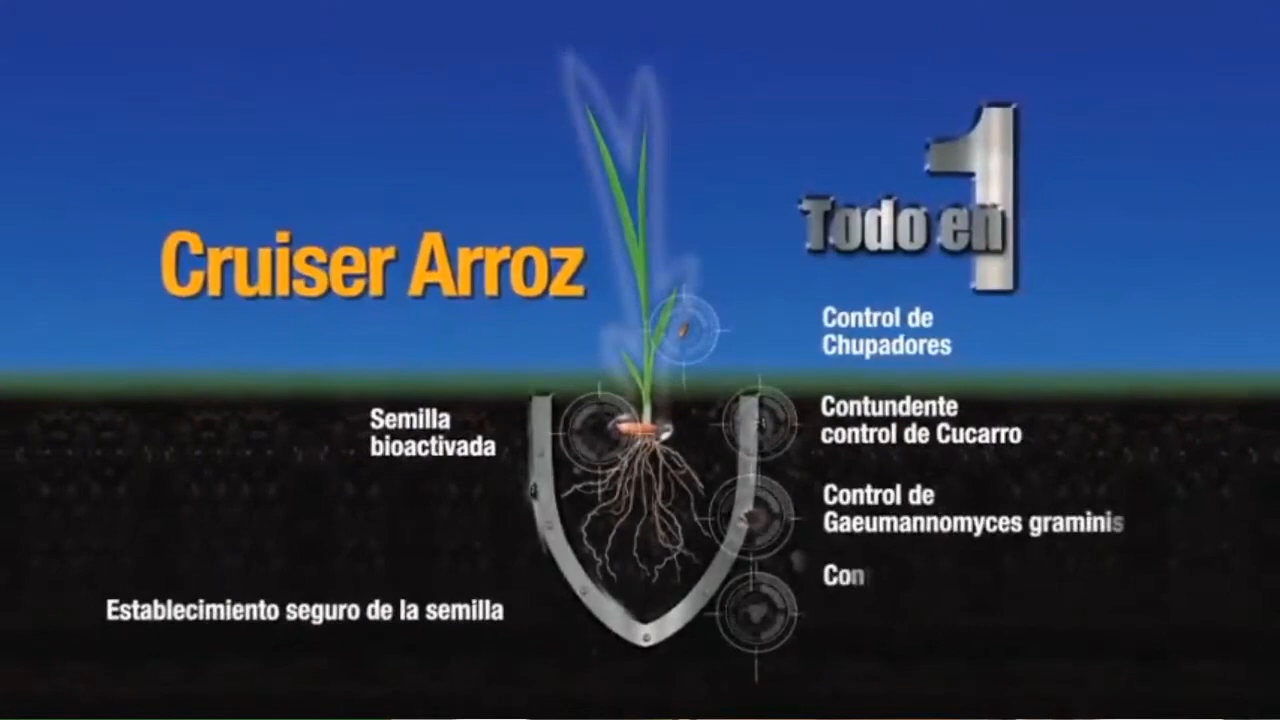 Cruiser Arroz
Todo en 1
Control de
Chupadores
Semilla
bioactivada
Contundente
control de Cucarro
Control de
Gaeumannomyces graminis
Con
Establecimiento seguro de la semilla